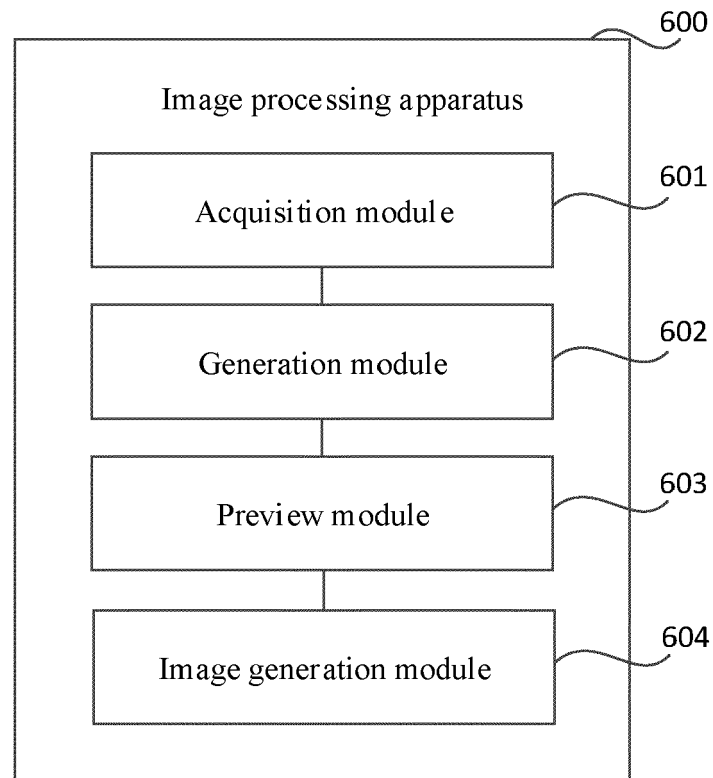 600
Image processing apparatus
601
Acquisition module
602
Generation module
603
Preview module
604
Image generation module